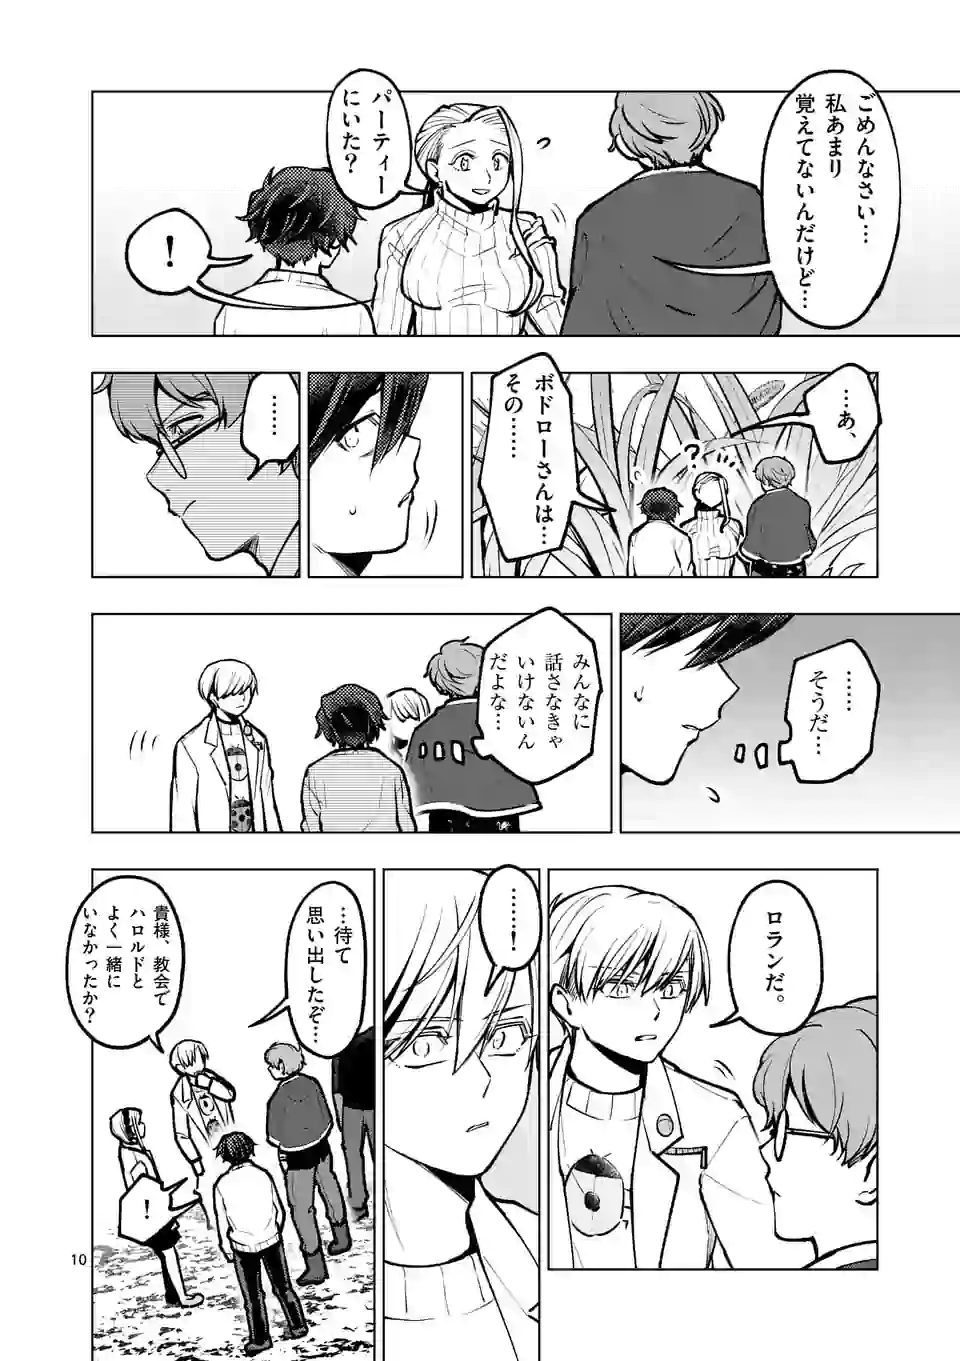 ごめんなさい…
私あまり
覚えてないんだけど…
パーティー
にいた？
！
…あ、
？
ボドローさんは…
その……
……
……
そうだ…
みんなに
話さなきゃ
いけないん
だよな…
ロランだ。
……！
…待て
思い出したぞ…
貴様、教会で
ハロルドと
よく一緒に
いなかったか？
！
10